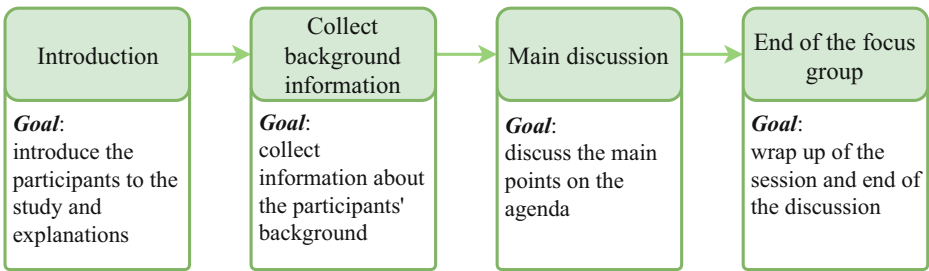 Introduction
Goal:
introduce the
participants to the
study and
explanations
Collect
background
information
Goal:
collect
information about
the participants'
background
Main discussion
Goal:
discuss the main
points on the
agenda
End of the focus
group
Goal:
wrap up of the
session and end of
the discussion